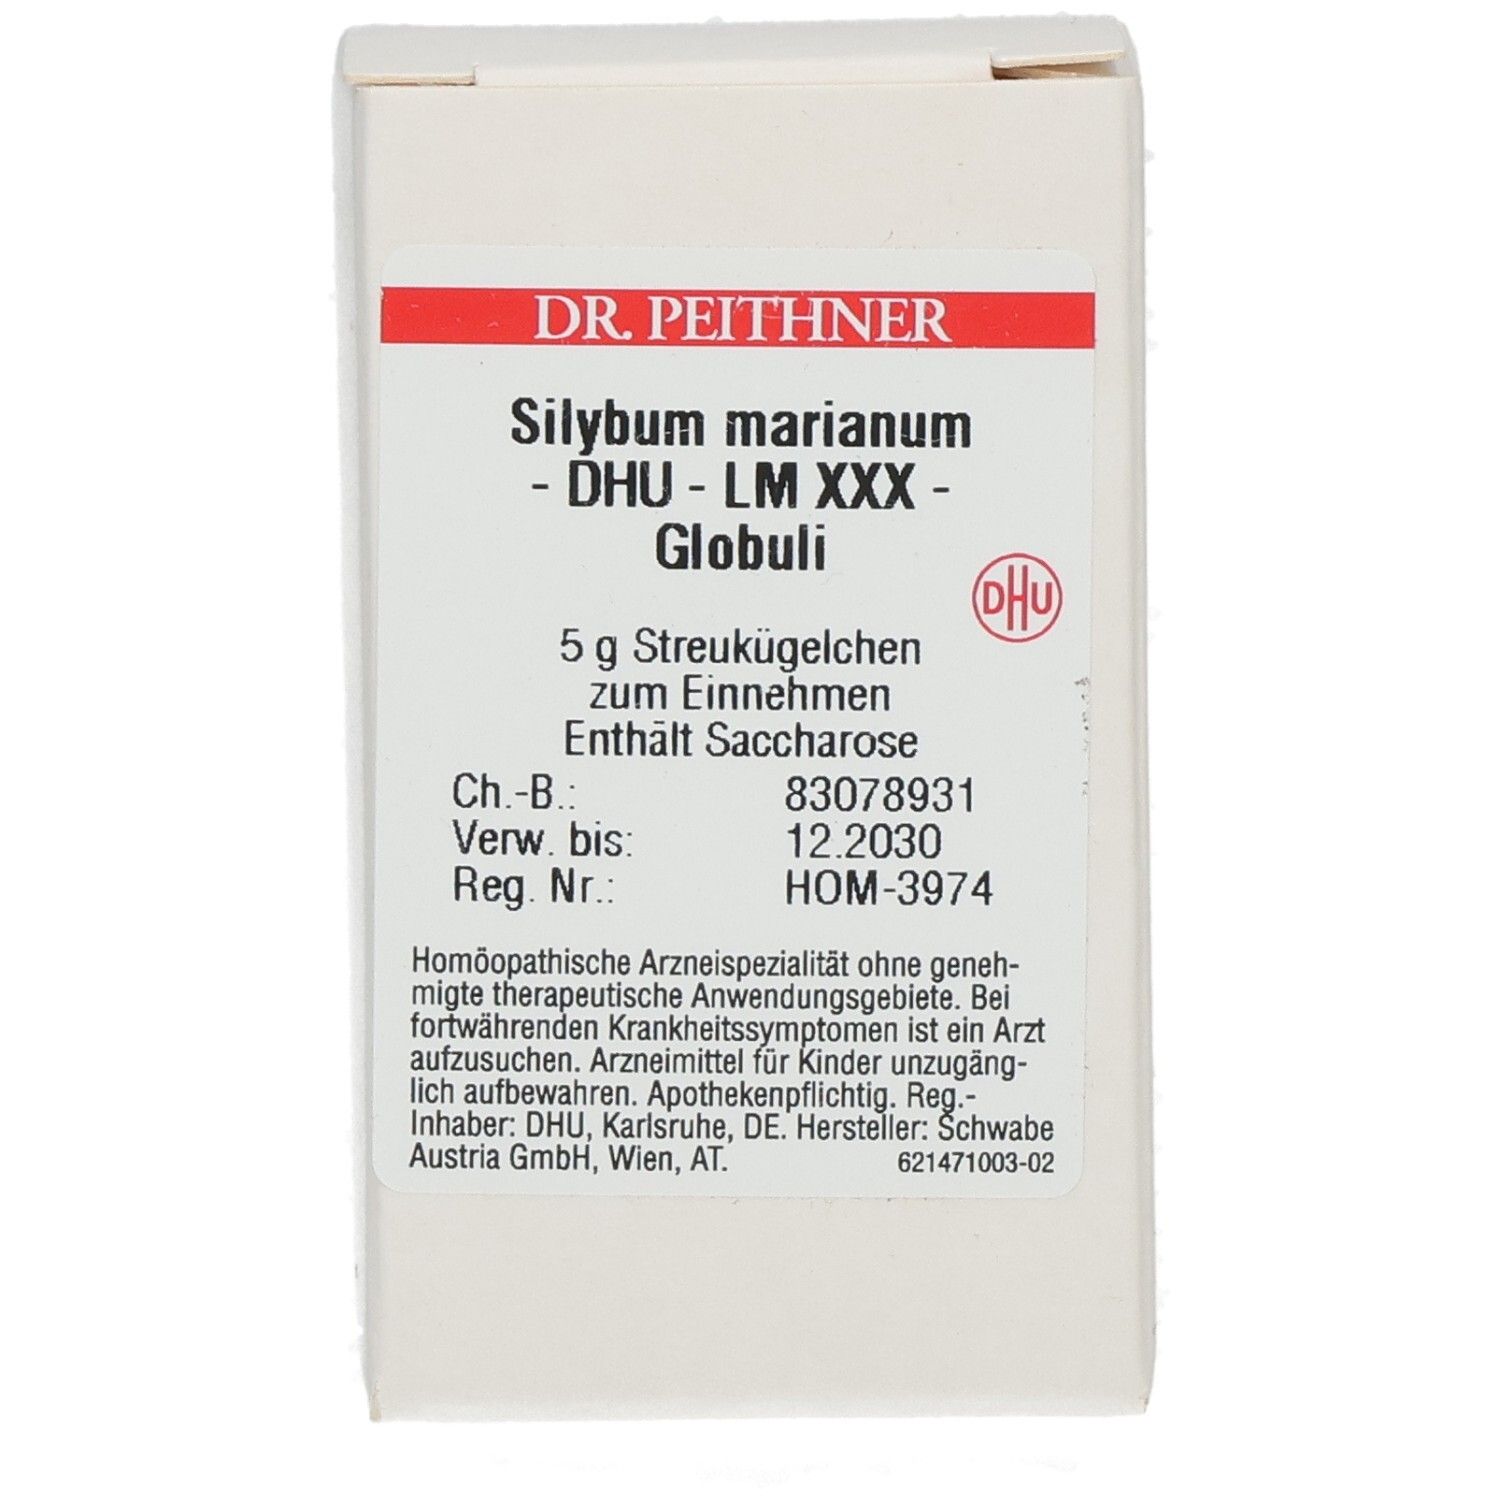 DR. PEITHNER
Silybum marianum
- DHU - LM XXX -
Globuli
DHU
5 g Streukügelchen
zum Einnehmen
Enthält Saccharose
Ch.-B.: 83078931
Verw. bis: 12.2030
Reg. Nr.: HOM-3974
Homöopathische Arzneispezialität ohne geneh-
migte therapeutische Anwendungsgebiete. Bei
fortwährenden Krankheitssymptomen ist ein Arzt
aufzusuchen. Arzneimittel für Kinder unzugäng-
lich aufbewahren. Apothekenpflichtig. Reg.-
Inhaber: DHU, Karlsruhe, DE. Hersteller: Schwabe
Austria GmbH, Wien, AT. 621471003-02